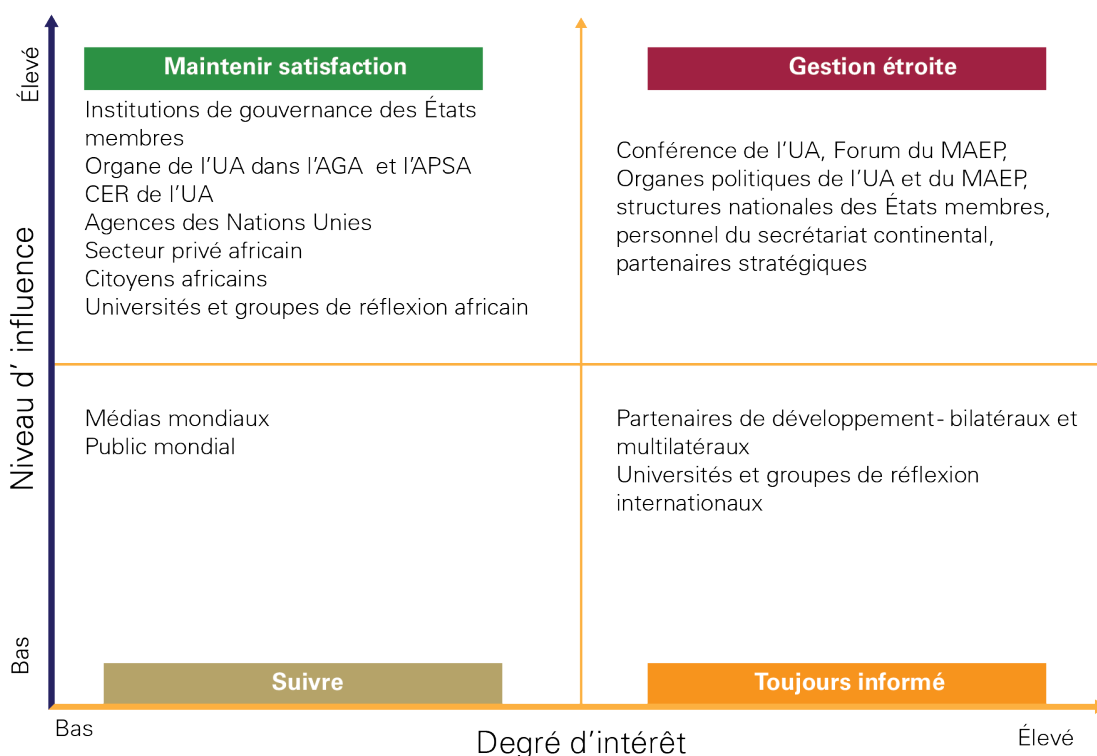 Élevé
Maintenir satisfaction
Institutions de gouvernance des États
membres
Organe de l'UA dans l'AGA et l'APSA
CER de l'UA
Agences des Nations Unies
Secteur privé africain
Citoyens africains
Universités et groupes de réflexion africain
Gestion étroite
Conférence de l'UA, Forum du MAEP,
Organes politiques de l'UA et du MAEP,
structures nationales des États membres,
personnel du secrétariat continental,
partenaires stratégiques
Niveau d' influence
Médias mondiaux
Public mondial
Partenaires de développement - bilatéraux et
multilatéraux
Universités et groupes de réflexion
internationaux
Bas
Suivre
Toujours informé
Bas
Degré d'intérêt
Élevé